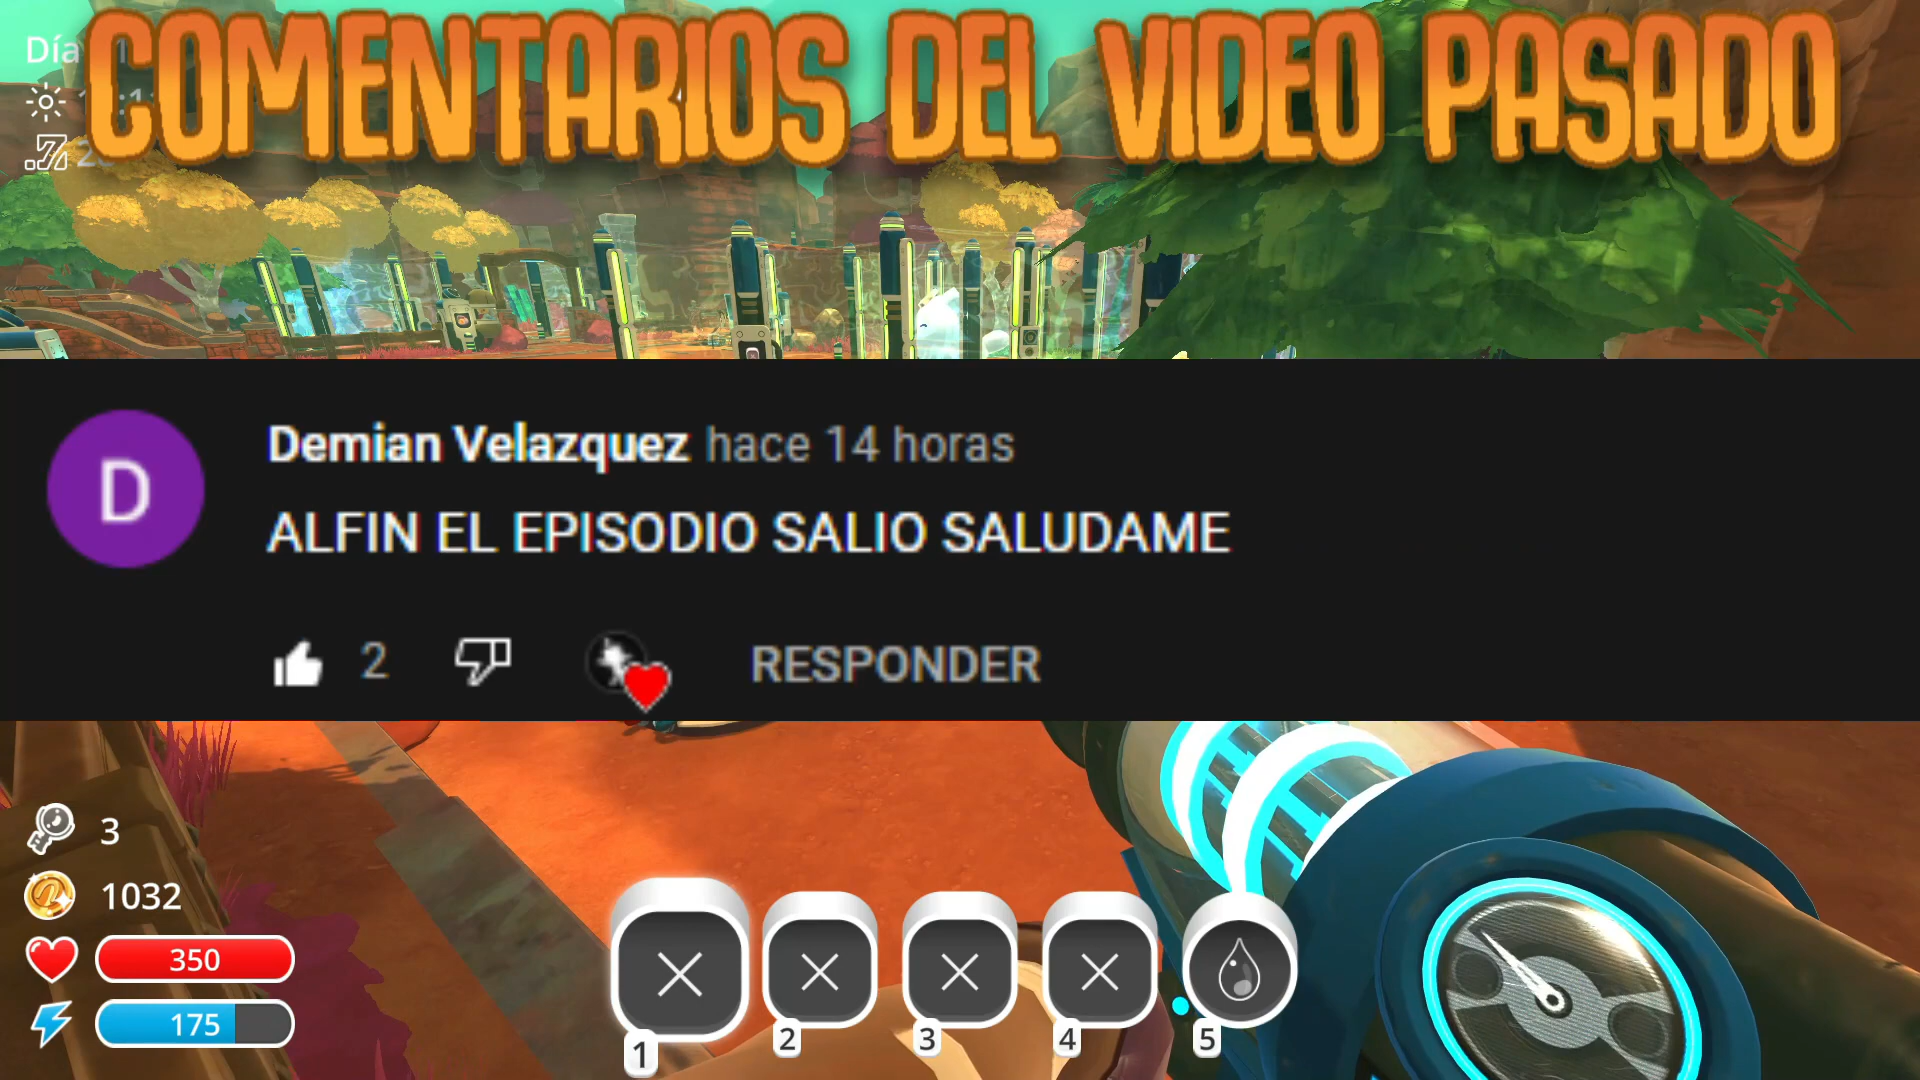 COMENTARIOS DEL VIDEO PASADO
Día
Demian Velazquez hace 14 horas
ALFIN EL EPISODIO SALIO SALUDAME
D
2
RESPONDER
3
1032
350
175
1
2
3
4
5